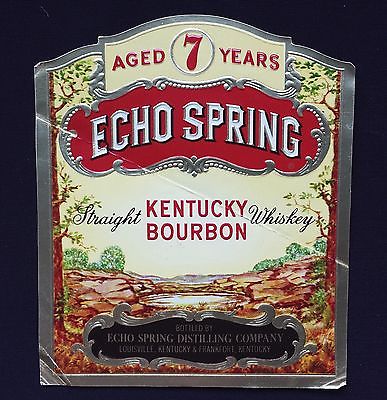 AGED 7 YEARS
ECHO SPRING
Straight KENTUCKY Whiskey
BOURBON
BOTTLED BY
ECHO SPRING DISTILLING COMPANY
LOUISVILLE, KENTUCKY & FRANKFORT, KENTUCKY